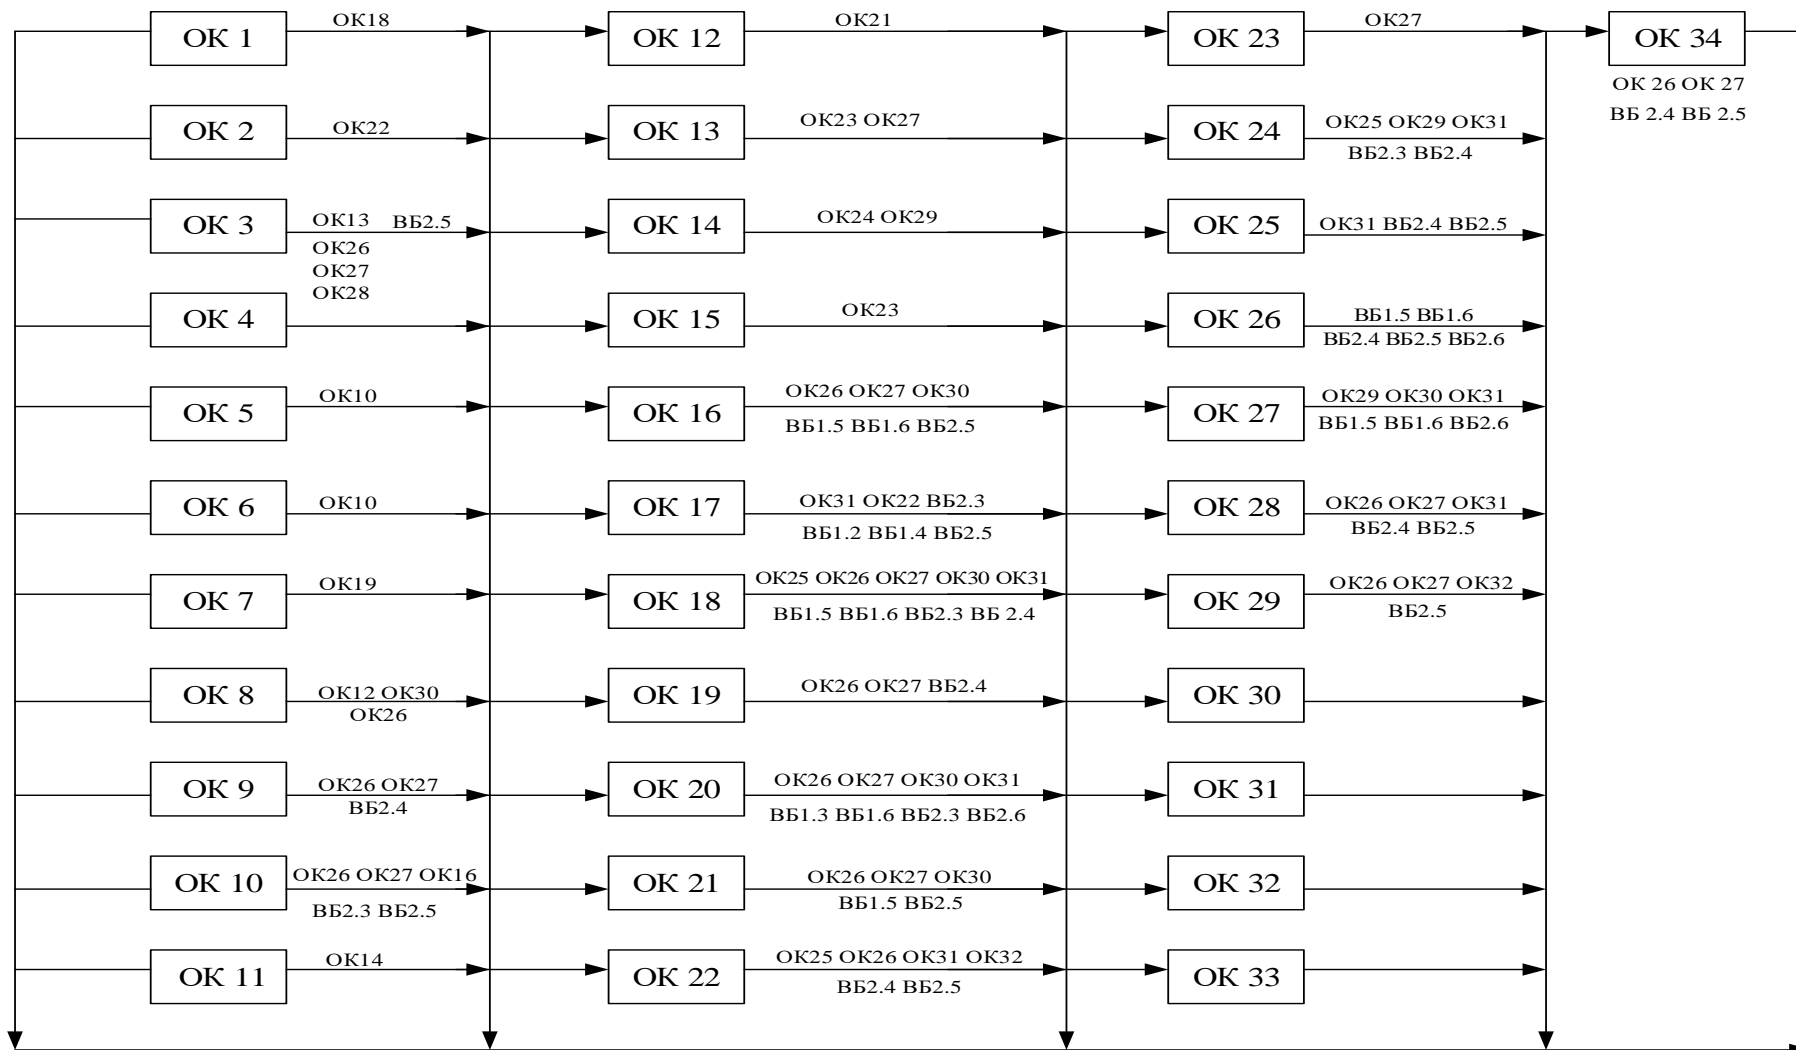 ОК 1
ОК18
ОК 12
ОК21
ОК 23
ОК27
ОК 34
ОК 26 ОК 27
ВБ 2.4 ВБ 2.5
ОК 2
ОК22
ОК 13
ОК23 ОК27
ОК 24
ОК25 ОК29 ОК31
ВБ2.3 ВБ2.4
ОК 3
ОК13 ВБ2.5
ОК26
ОК27
ОК28
ОК 14
ОК24 ОК29
ОК 25
ОК31 ВБ2.4 ВБ2.5
ОК 4
ОК 15
ОК23
ОК 26
ВБ1.5 ВБ1.6
ВБ2.4 ВБ2.5 ВБ2.6
ОК 5
ОК10
ОК 16
ОК26 ОК27 ОК30
ВБ1.5 ВБ1.6 ВБ2.5
ОК 27
ОК29 ОК30 ОК31
ВБ1.5 ВБ1.6 ВБ2.6
ОК 6
ОК10
ОК 17
ОК31 ОК22 ВБ2.3
ВБ1.2 ВБ1.4 ВБ2.5
ОК 28
ОК26 ОК27 ОК31
ВБ2.4 ВБ2.5
ОК 7
ОК19
ОК 18
ОК25 ОК26 ОК27 ОК30 ОК31
ВБ1.5 ВБ1.6 ВБ2.3 ВБ 2.4
ОК 29
ОК26 ОК27 ОК32
ВБ2.5
ОК 8
ОК12 ОК30
ОК26
ОК 19
ОК26 ОК27 ВБ2.4
ОК 30
ОК 9
ОК26 ОК27
ВБ2.4
ОК 20
ОК26 ОК27 ОК30 ОК31
ВБ1.3 ВБ1.6 ВБ2.3 ВБ2.6
ОК 31
ОК 10
ОК26 ОК27 ОК16
ВБ2.3 ВБ2.5
ОК 21
ОК26 ОК27 ОК30
ВБ1.5 ВБ2.5
ОК 32
ОК 11
ОК14
ОК 22
ОК25 ОК26 ОК31 ОК32
ВБ2.4 ВБ2.5
ОК 33